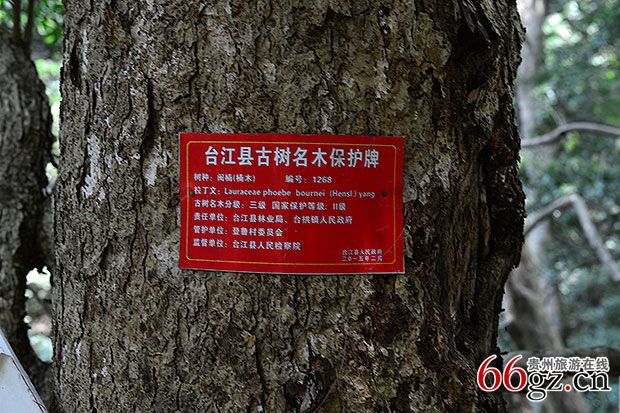 台江县古树名木保护牌
树种: 闽楠(楠木) 编号: 1268
拉丁文: Lauraceae phoebe bournei (Hensl.) yang
古树名木分级: 三级 国家保护等级: II级
责任单位: 台江县林业局、台拱镇人民政府
管护单位: 登鲁村委员会
监督单位: 台江县人民检察院
台江县人民政府
二〇一五年二月
贵州旅游在线
66gz.cn